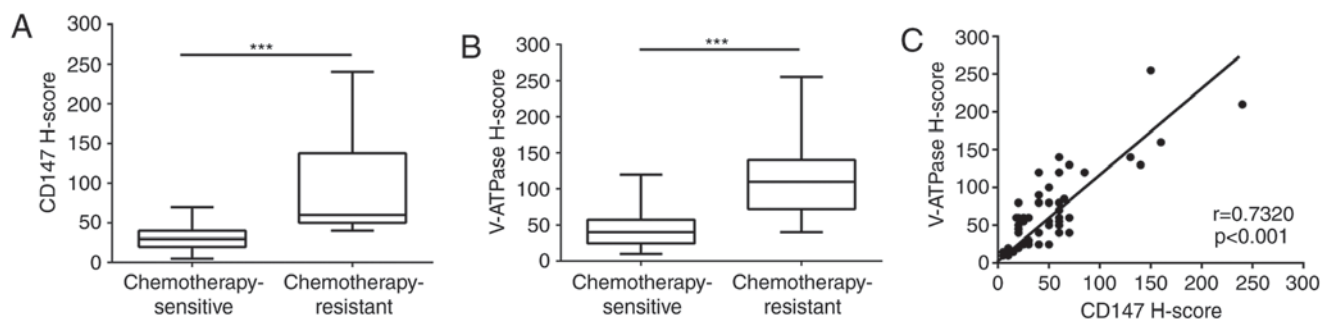 A
CD147 H-score
300
250
200
150
100
50
0
***
Chemotherapy-
sensitive
Chemotherapy-
resistant
B
V-ATPase H-score
300
250
200
150
100
50
0
***
Chemotherapy-
sensitive
Chemotherapy-
resistant
C
V-ATPase H-score
300
250
200
150
100
50
0
r=0.7320
p<0.001
0 50 100 150 200 250 300
CD147 H-score